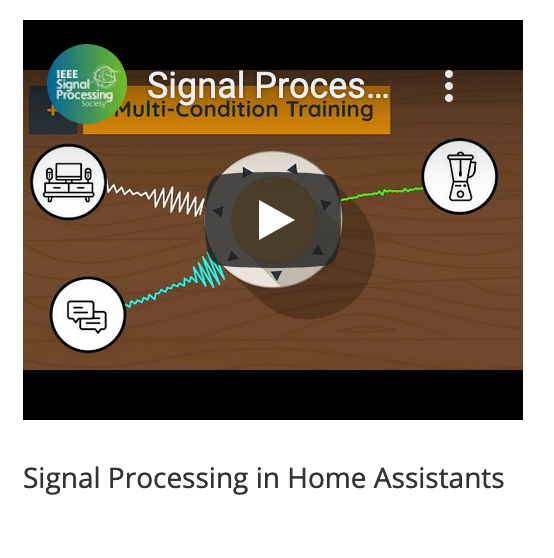 IEEE
Signal
Processing
Society
Signal Proces...
+ Multi-Condition Training
Signal Processing in Home Assistants